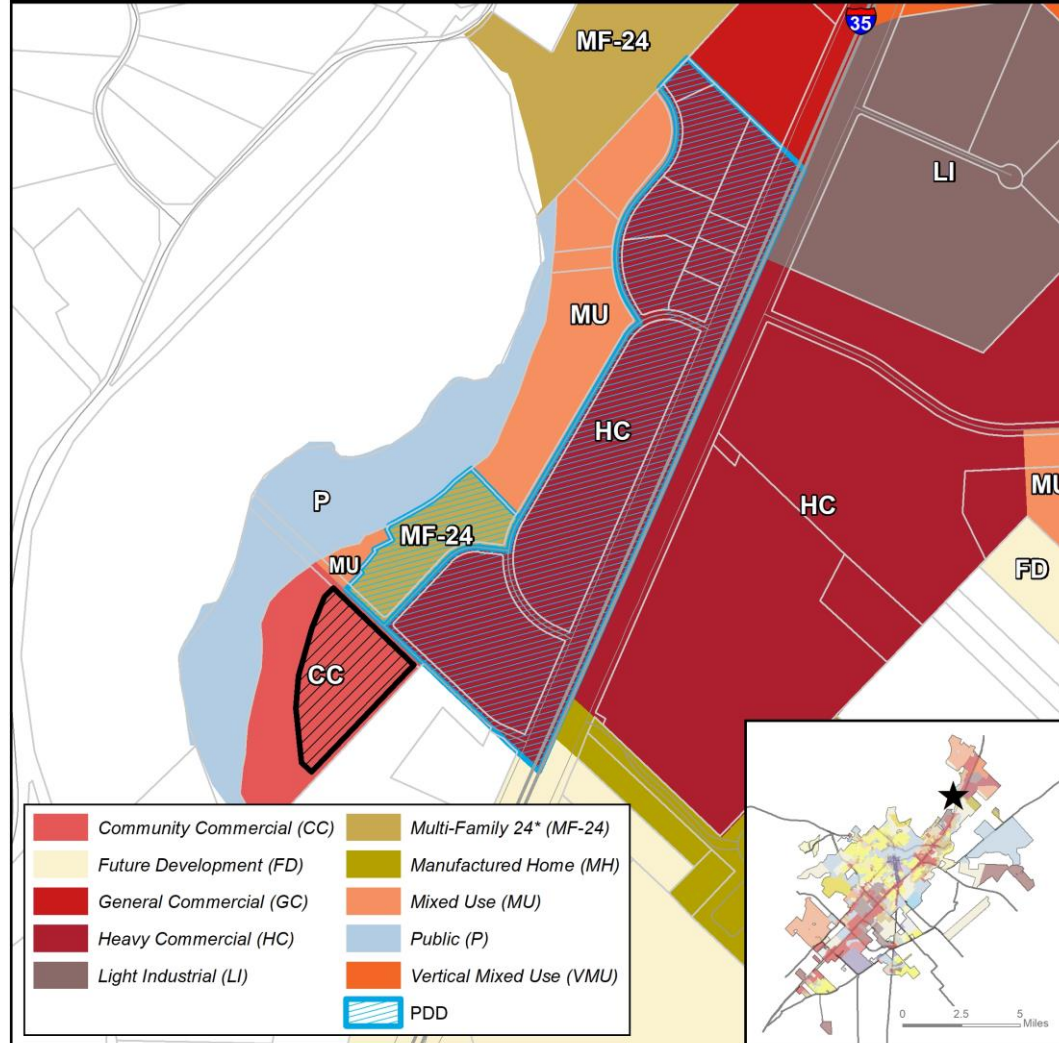 35
MF-24
LI
MU
HC
HC
MU
FD
P
MF-24
MU
CC
Community Commercial (CC)
Future Development (FD)
General Commercial (GC)
Heavy Commercial (HC)
Light Industrial (LI)
Multi-Family 24* (MF-24)
Manufactured Home (MH)
Mixed Use (MU)
Public (P)
Vertical Mixed Use (VMU)
PDD
0 2.5 5
Miles